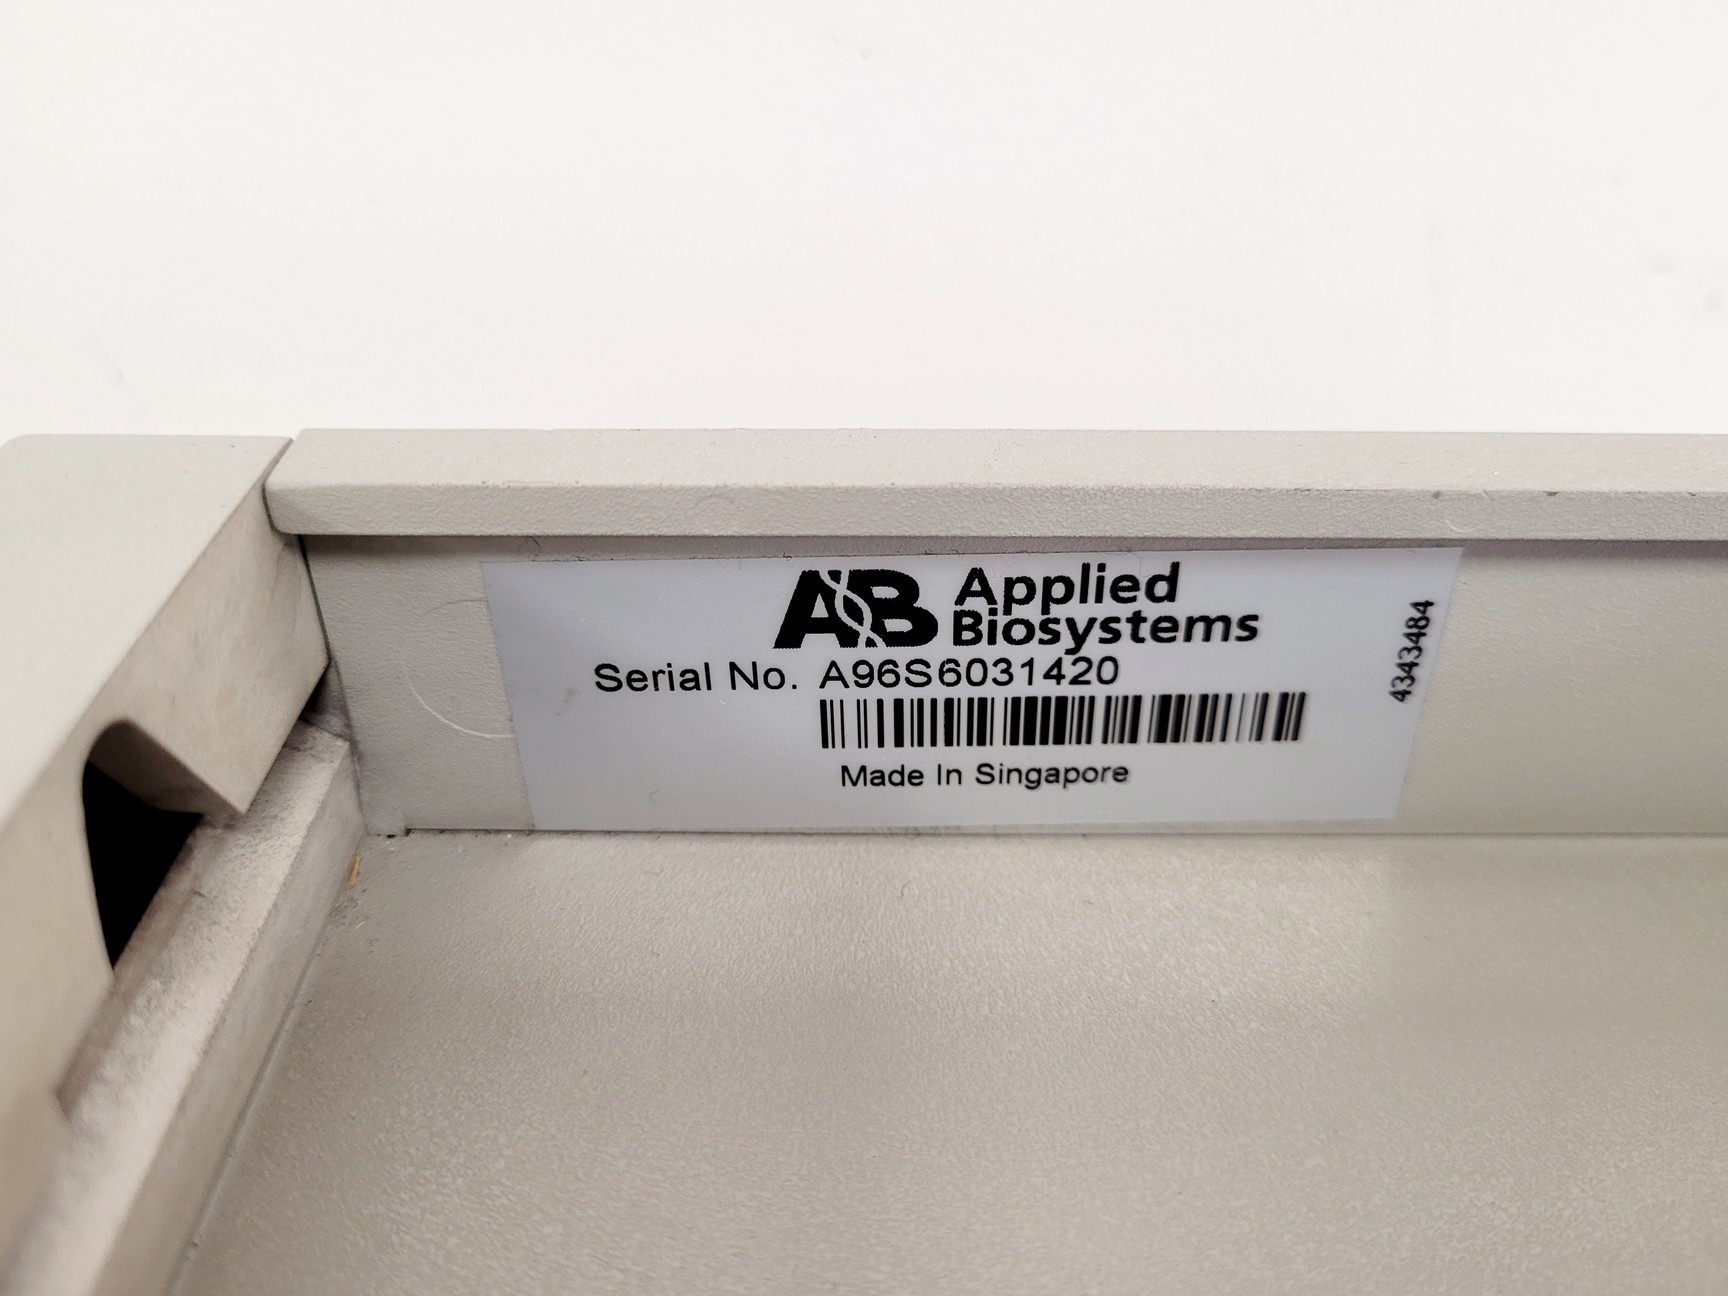 AB Applied
Biosystems
Serial No. A96S6031420
Made In Singapore
4343484